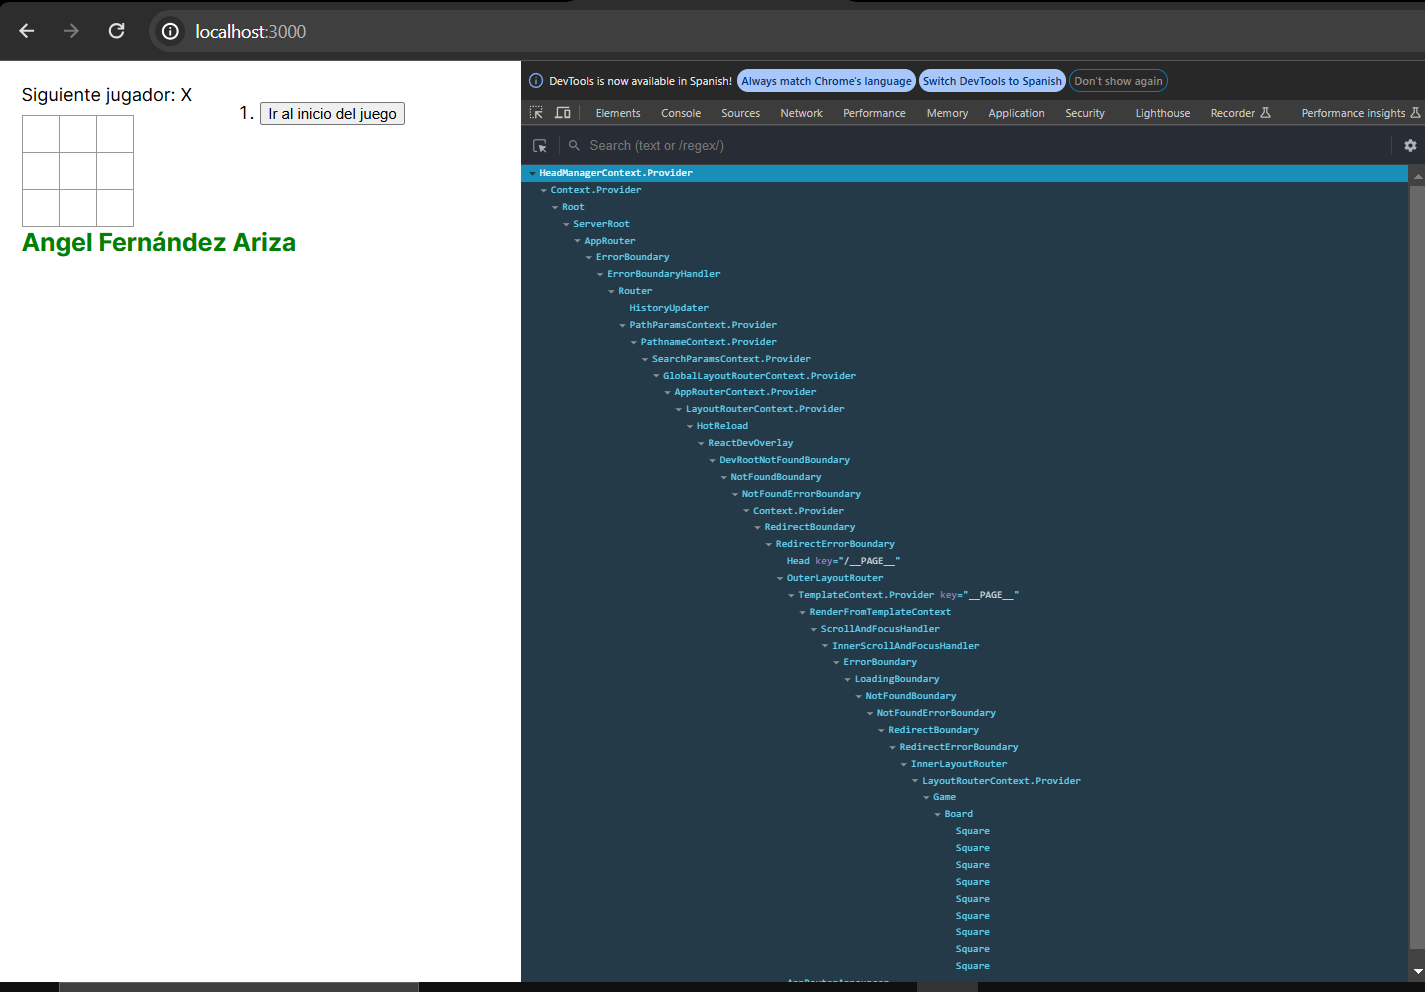 localhost:3000
DevTools is now available in Spanish! Always match Chrome's language Switch DevTools to Spanish Don't show again
Elements Console Sources Network Performance Memory Application Security Lighthouse Recorder Performance insights
Search (text or /regex/)
Siguiente jugador: X
1. Ir al inicio del juego
Angel Fernández Ariza
HeadManagerContext.Provider
Context.Provider
Root
ServerRoot
AppRouter
ErrorBoundary
ErrorBoundaryHandler
Router
HistoryUpdater
PathParamsContext.Provider
PathnameContext.Provider
SearchParamsContext.Provider
GlobalLayoutRouterContext.Provider
AppRouterContext.Provider
LayoutRouterContext.Provider
HotReload
ReactDevOverlay
DevRootNotFoundBoundary
NotFoundBoundary
NotFoundErrorBoundary
Context.Provider
RedirectBoundary
RedirectErrorBoundary
Head key="/__PAGE__"
OuterLayoutRouter
TemplateContext.Provider key="__PAGE__"
RenderFromTemplateContext
ScrollAndFocusHandler
InnerScrollAndFocusHandler
ErrorBoundary
LoadingBoundary
NotFoundBoundary
NotFoundErrorBoundary
RedirectBoundary
RedirectErrorBoundary
InnerLayoutRouter
LayoutRouterContext.Provider
Game
Board
Square
Square
Square
Square
Square
Square
Square
Square
Square